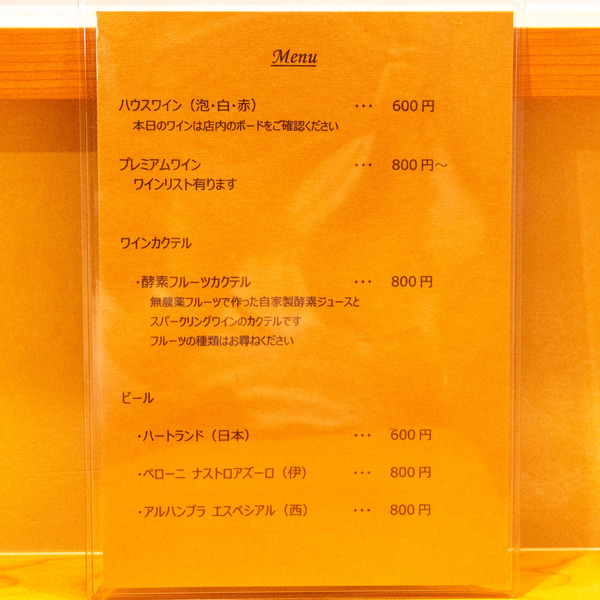 Menu
ハウスワイン（泡・白・赤） ･･･ 600円
本日のワインは店内のボードをご確認ください
プレミアムワイン ･･･ 800円～
ワインリスト有ります
ワインカクテル
・酵素フルーツカクテル ･･･ 800円
無農薬フルーツで作った自家製酵素ジュースと
スパークリングワインのカクテルです
フルーツの種類はお尋ねください
ビール
・ハートランド（日本） ･･･ 600円
・ペローニ ナストロアズーロ（伊） ･･･ 800円
・アルハンブラ エスペシアル（西） ･･･ 800円